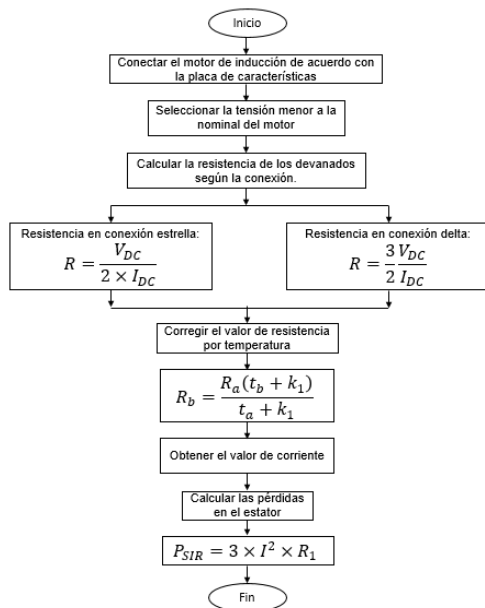 Inicio
Conectar el motor de inducción de acuerdo con
la placa de características
Seleccionar la tensión menor a la
nominal del motor
Calcular la resistencia de los devanados
según la conexión.
Resistencia en conexión estrella:
R = V_DC / (2 × I_DC)
Resistencia en conexión delta:
R = 3/2 V_DC/I_DC
Corregir el valor de resistencia
por temperatura
R_b = R_a(t_b + k_1) / (t_a + k_1)
Obtener el valor de corriente
Calcular las pérdidas
en el estator
P_SIR = 3 × I² × R_1
Fin